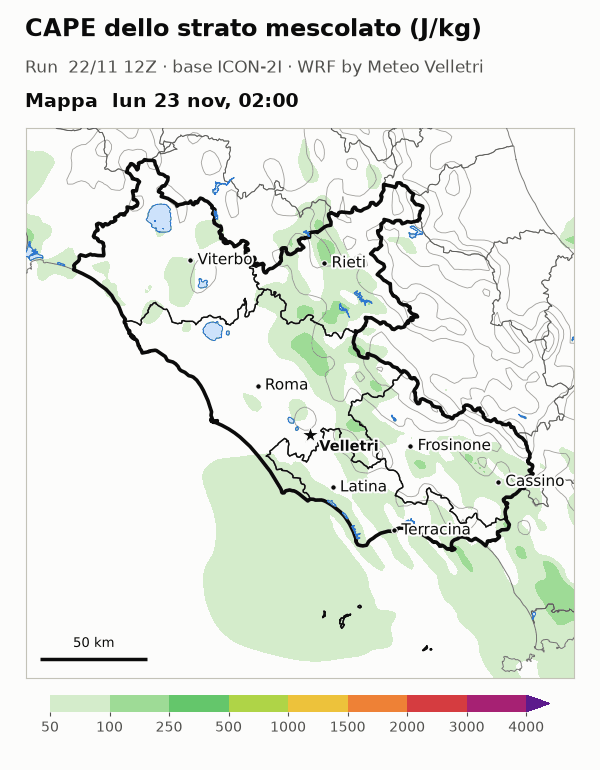 CAPE dello strato mescolato (J/kg)
Run  22/11 12Z · base ICON-2I · WRF by Meteo Velletri
Mappa  lun 23 nov, 02:00
Viterbo
Rieti
Roma
Velletri
Frosinone
Latina
Cassino
Terracina
50 km
50 100 250 500 1000 1500 2000 3000 4000